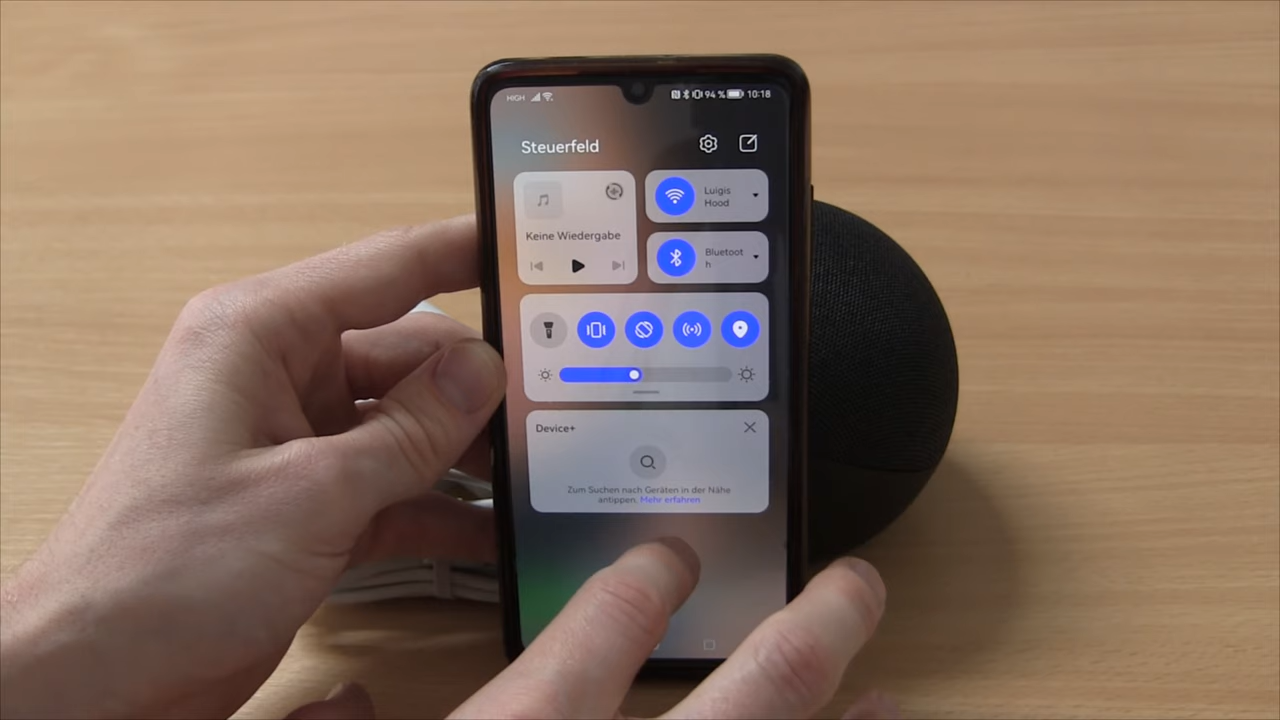 HIGH 94 % 10:18
Steuerfeld
Luigis
Hood
Keine Wiedergabe
Bluetoot
h
Device+
Zum Suchen nach Geräten in der Nähe
antippen. Mehr erfahren